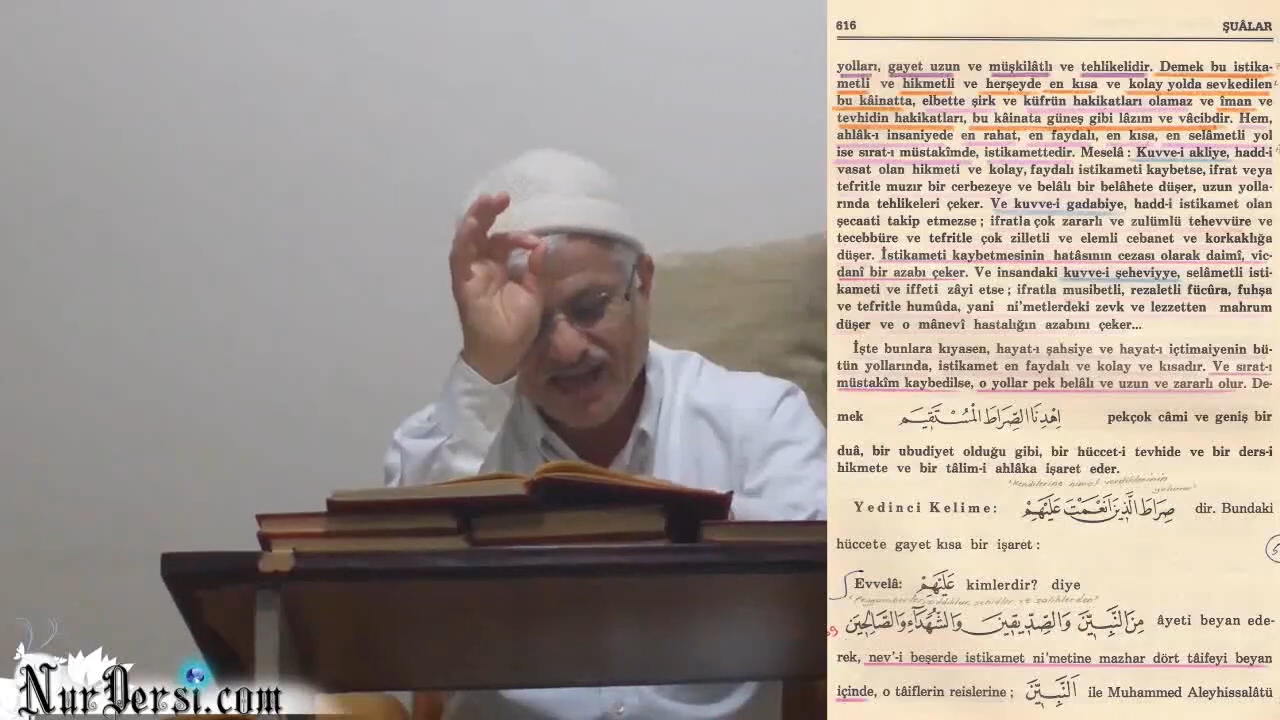 616 ŞUÂLAR
yolları, gayet uzun ve müşkilâtlı ve tehlikelidir. Demek bu istika-
metli ve hikmetli ve herşeyde en kısa ve kolay yolda sevkedilen
bu kâinatta, elbette şirk ve küfrün hakikatları olamaz ve îman ve
tevhidin hakikatları, bu kâinata güneş gibi lâzım ve vâcibdir. Hem,
ahlâk-ı insaniyede en rahat, en faydalı, en kısa, en selâmetli yol
ise sırat-ı müstakîmde, istikamettedir. Meselâ: Kuvve-i akliye, hadd-i
vasat olan hikmeti ve kolay, faydalı istikameti kaybetse, ifrat veya
tefritle muzır bir cerbezeye ve belâlı bir belâhete düşer, uzun yolla-
rında tehlikeleri çeker. Ve kuvve-i gadabiye, hadd-i istikamet olan
şecaati takip etmezse; ifratla çok zararlı ve zulümlü tehevvüre ve
tecebbüre ve tefritle çok zilletli ve elemli cebanet ve korkaklığa
düşer. İstikameti kaybetmesinin hatâsının cezası olarak daimî, vic-
danî bir azabı çeker. Ve insandaki kuvve-i şeheviyye, selâmetli isti-
kameti ve iffeti zâyi etse; ifratla musibetli, rezaletli fücûra, fuhşa
ve tefritle humûda, yani ni'metlerdeki zevk ve lezzetten mahrum
düşer ve o mânevî hastalığın azabını çeker...
İşte bunlara kıyasen, hayat-ı şahsiye ve hayat-ı içtimaiyenin bü-
tün yollarında, istikamet en faydalı ve kolay ve kısadır. Ve sırat-ı
müstakîm kaybedilse, o yollar pek belâlı ve uzun ve zararlı olur. De-
mek اِهْدِنَا الصِّرَاطَ الْمُسْتَقِيمَ pekçok câmi ve geniş bir
duâ, bir ubudiyet olduğu gibi, bir hüccet-i tevhide ve bir ders-i
hikmete ve bir tâlim-i ahlâka işaret eder.
Yedinci Kelime: صِرَاطَ الَّذِينَ اَنْعَمْتَ عَلَيْهِمْ dir. Bundaki
hüccete gayet kısa bir işaret:
Evvelâ: عَلَيْهِمْ kimlerdir? diye
"Peygamberler, sıddıklar, şehidler ve salihlerden"
مِنَ النَّبِيِّنَ وَالصِّدِّيقِينَ وَالشُّهَدَاءِ وَالصَّالِحِينَ âyeti beyan ede-
rek, nev'-i beşerde istikamet ni'metine mazhar dört tâifeyi beyan
içinde, o tâiflerin reislerine; اَلنَّبِيِّنَ ile Muhammed Aleyhissalâtü
NurDersi.com